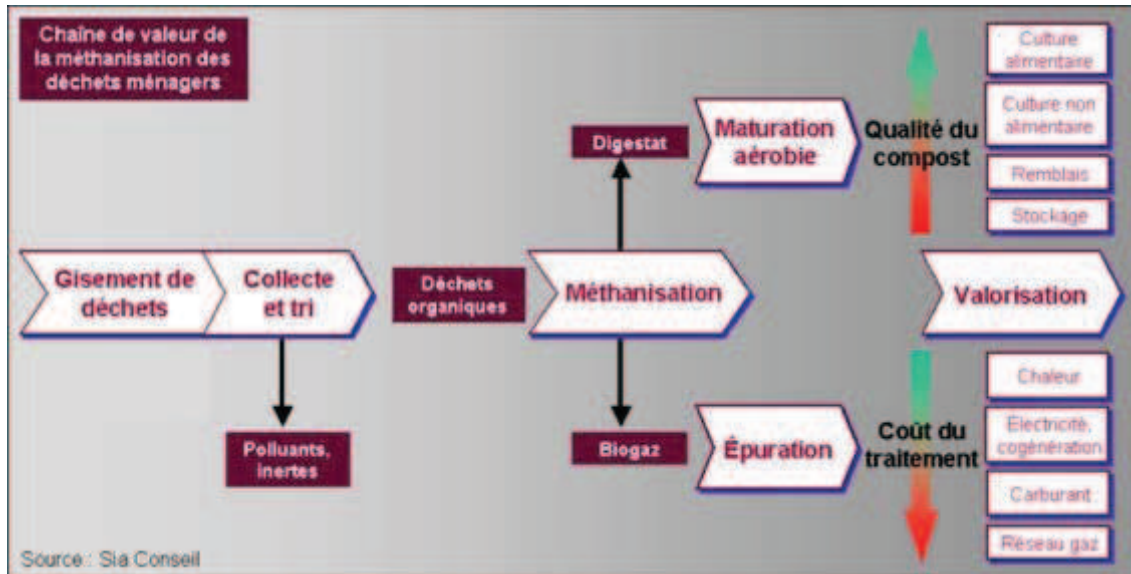 Chaîne de valeur de
la méthanisation des
déchets ménagers
Gisement de
déchets
Collecte
et tri
Polluants,
inertes
Déchets
organiques
Méthanisation
Digestat
Maturation
aérobie
Qualité du
compost
Culture
alimentaire
Culture non
alimentaire
Remblais
Stockage
Valorisation
Biogaz
Épuration
Coût du
traitement
Chaleur
Electricité,
cogénération
Carburant
Réseau gaz
Source : Sia Conseil